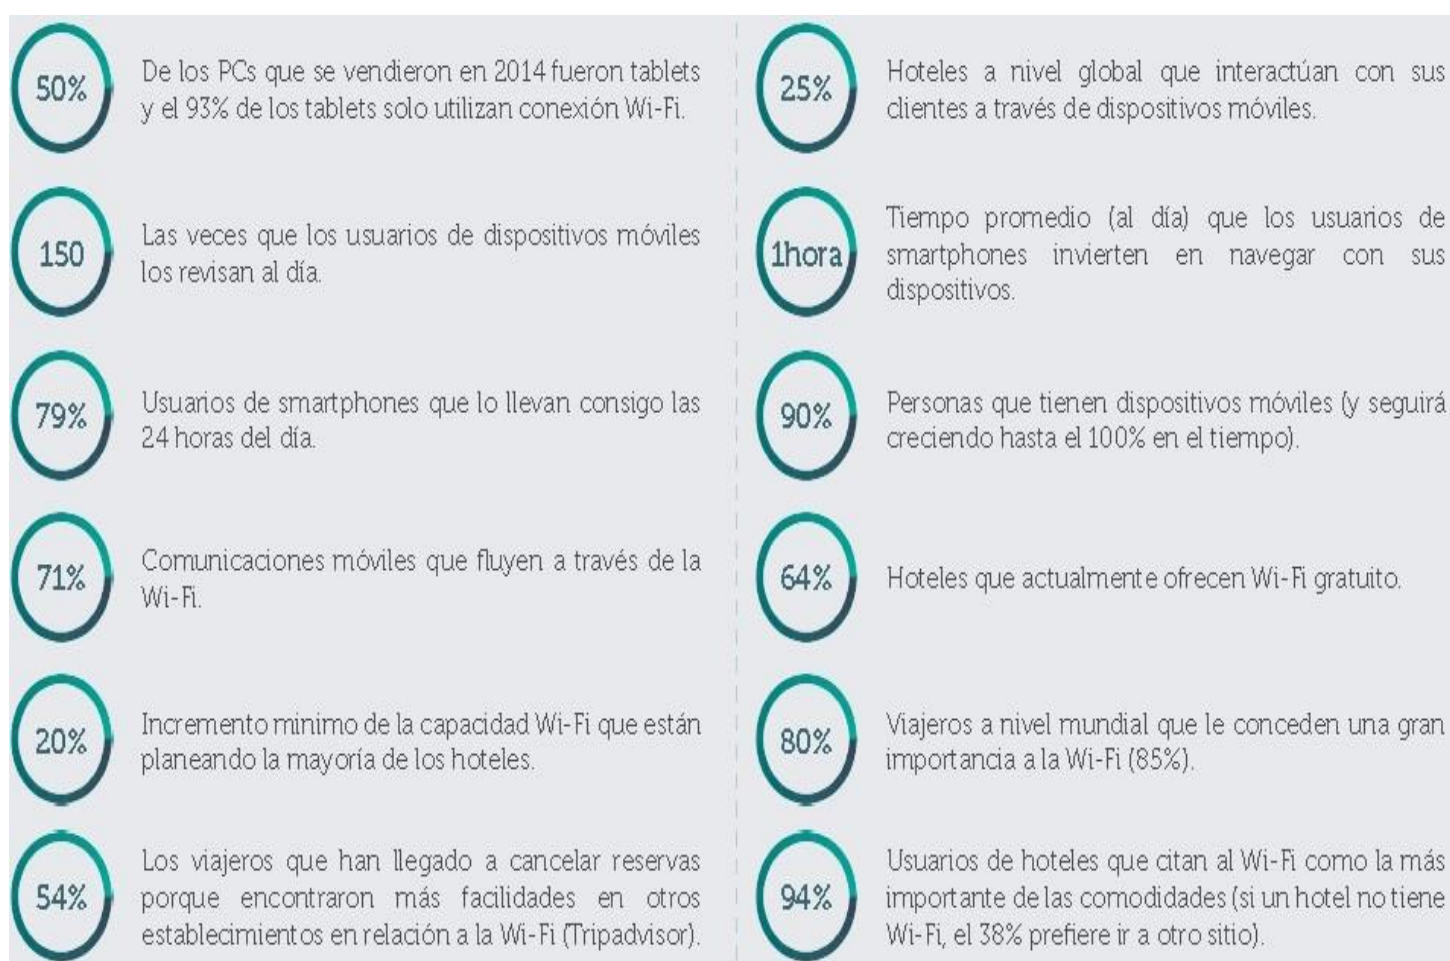 50%
De los PCs que se vendieron en 2014 fueron tablets
y el 93% de los tablets solo utilizan conexión Wi-Fi.
150
Las veces que los usuarios de dispositivos móviles
los revisan al día.
79%
Usuarios de smartphones que lo llevan consigo las
24 horas del día.
71%
Comunicaciones móviles que fluyen a través de la
Wi-Fi.
20%
Incremento minimo de la capacidad Wi-Fi que están
planeando la mayoría de los hoteles.
54%
Los viajeros que han llegado a cancelar reservas
porque encontraron más facilidades en otros
establecimientos en relación a la Wi-Fi (Tripadvisor).
25%
Hoteles a nivel global que interactúan con sus
clientes a través de dispositivos móviles.
1hora
Tiempo promedio (al día) que los usuarios de
smartphones invierten en navegar con sus
dispositivos.
90%
Personas que tienen dispositivos móviles (y seguirá
creciendo hasta el 100% en el tiempo).
64%
Hoteles que actualmente ofrecen Wi-Fi gratuito.
80%
Viajeros a nivel mundial que le conceden una gran
importancia a la Wi-Fi (85%).
94%
Usuarios de hoteles que citan al Wi-Fi como la más
importante de las comodidades (si un hotel no tiene
Wi-Fi, el 38% prefiere ir a otro sitio).